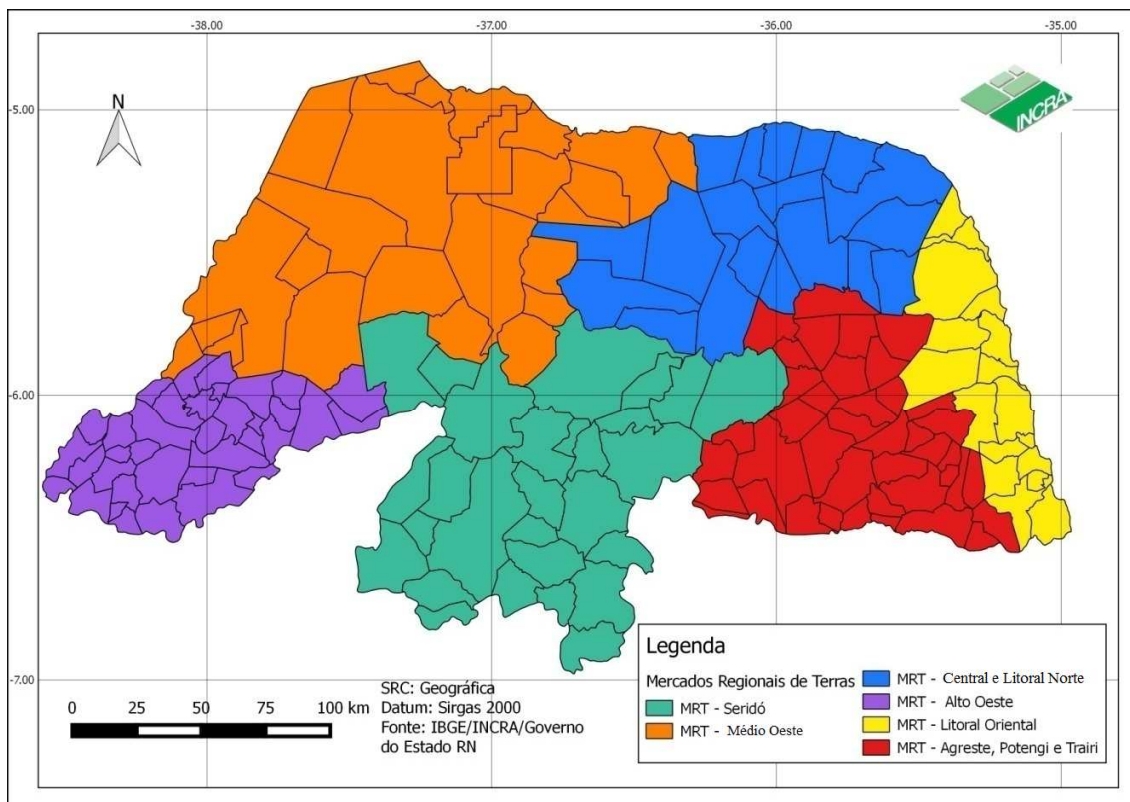 -38.00 -37.00 -36.00 -35.00
-5.00
N
INCRA
-6.00
-7.00
0 25 50 75 100 km
SRC: Geográfica
Datum: Sirgas 2000
Fonte: IBGE/INCRA/Governo
do Estado RN
Legenda
Mercados Regionais de Terras
MRT - Seridó
MRT - Médio Oeste
MRT - Central e Litoral Norte
MRT - Alto Oeste
MRT - Litoral Oriental
MRT - Agreste, Potengi e Trairi